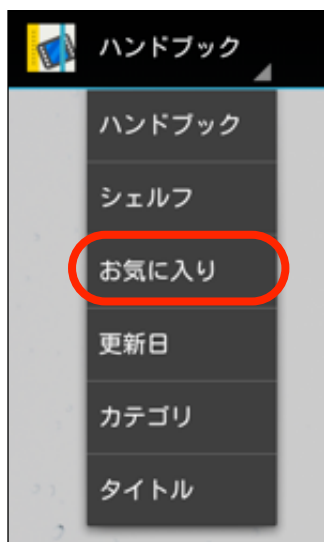 ハンドブック
ハンドブック
シェルフ
お気に入り
更新日
カテゴリ
タイトル